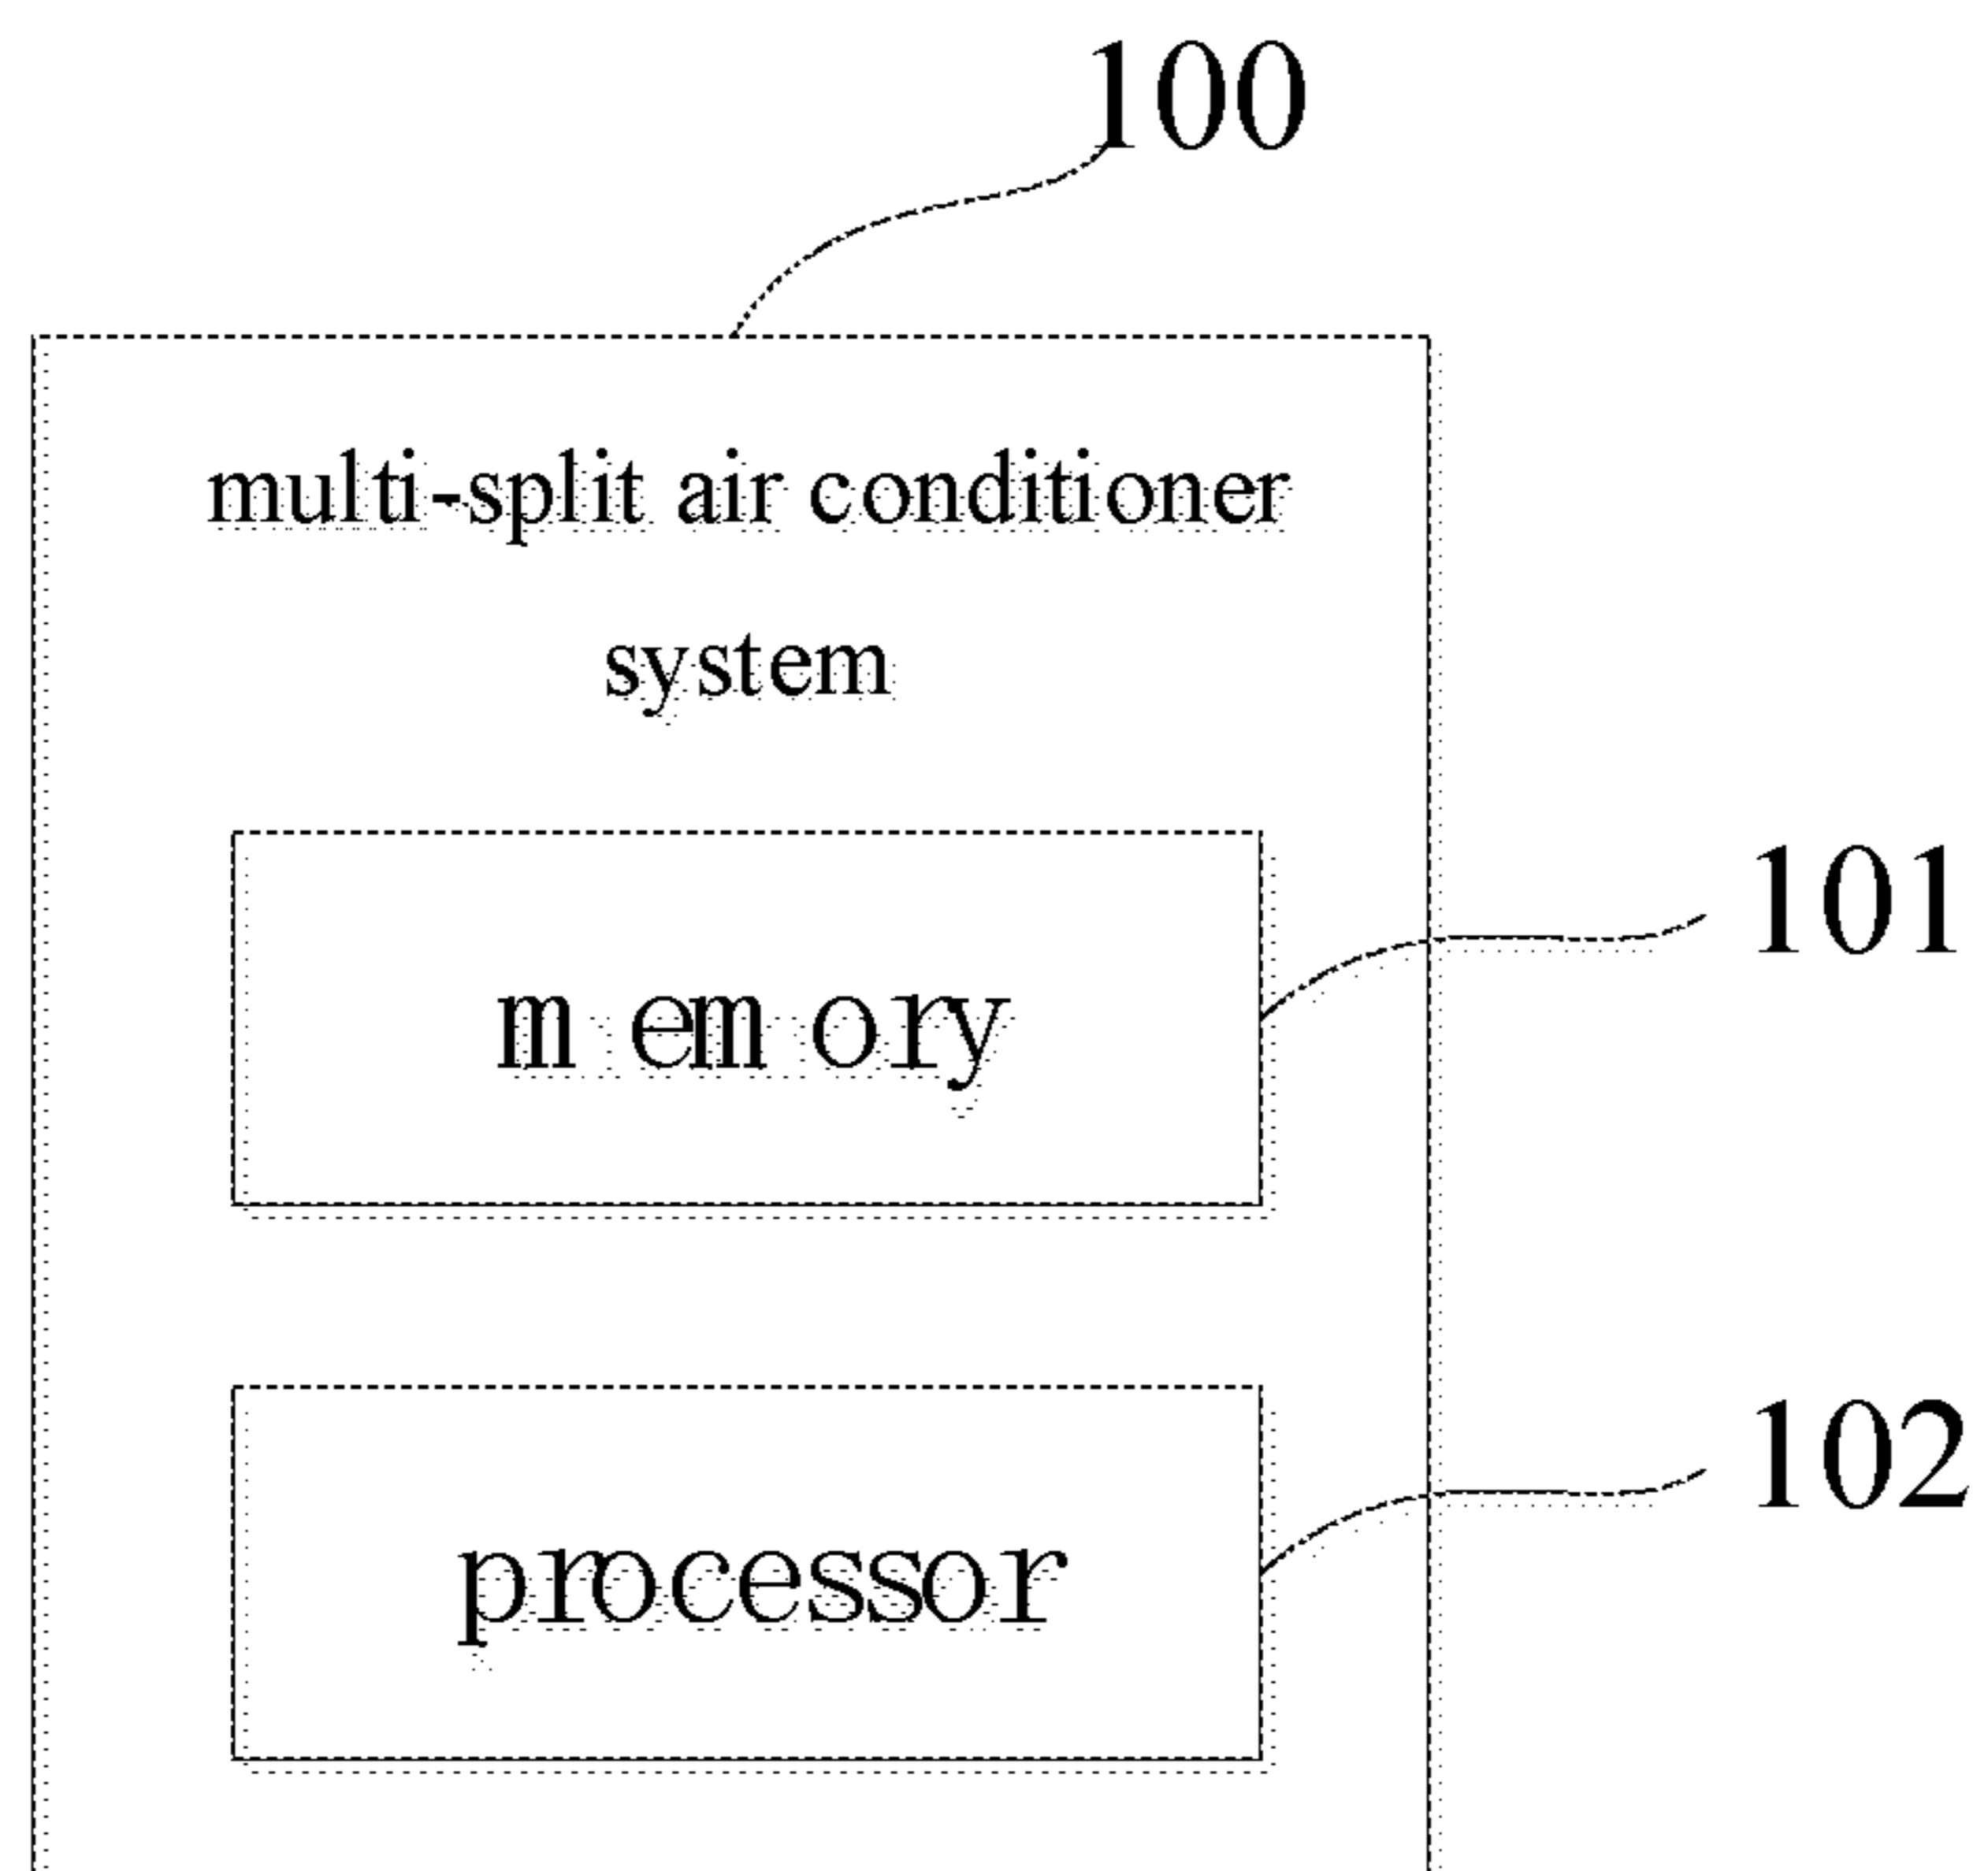 100
multi-split air conditioner
system
memory
101
processor
102